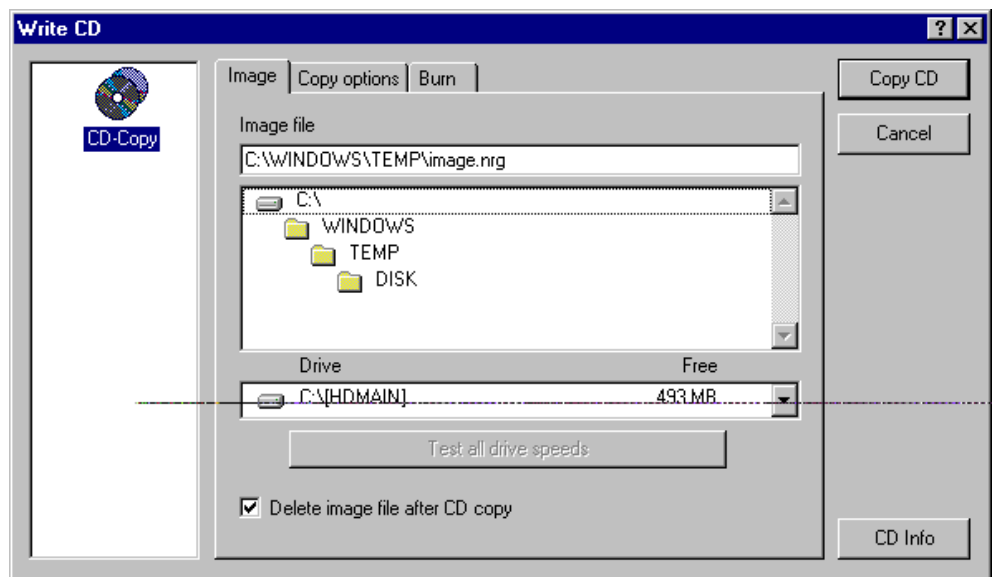 Write CD
CD-Copy
Image Copy options Burn
Image file
C:\WINDOWS\TEMP\image.nrg
C:\
WINDOWS
TEMP
DISK
Drive Free
C:\[HDMAIN] 493 MB
Test all drive speeds
Delete image file after CD copy
Copy CD
Cancel
CD Info